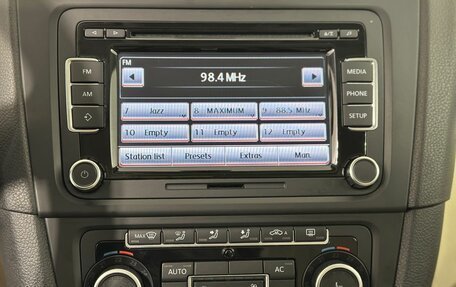 FM
98.4 MHz
FM
MEDIA
AM
PHONE
SETUP
7 Jazz
8 MAXIMUM
9 88.5 MHz
10 Empty
11 Empty
12 Empty
Station list
Presets
Extras
Man.
MAX
A
AUTO
AC